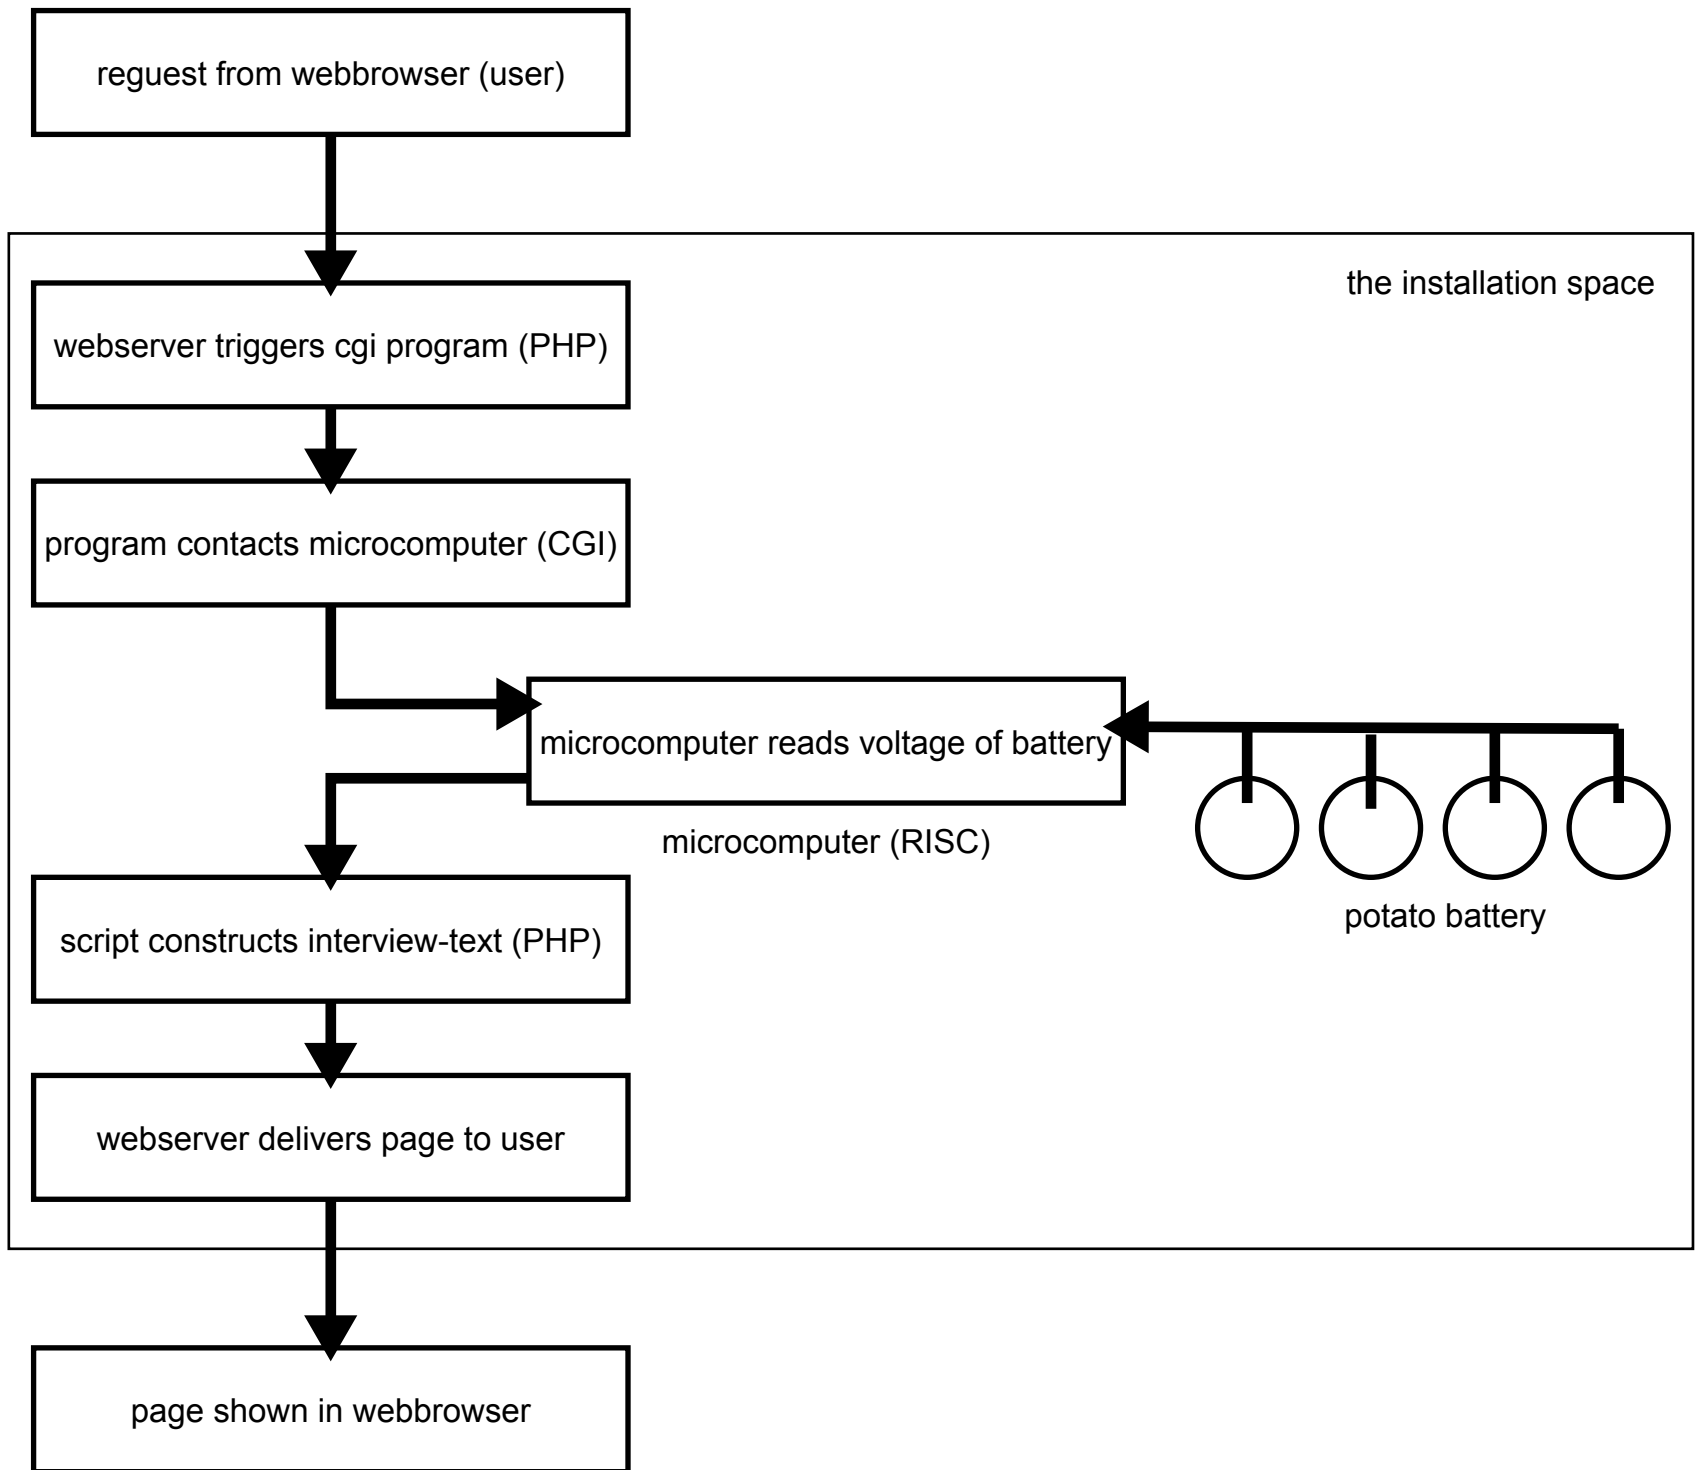 reguest from webbrowser (user)
the installation space
webserver triggers cgi program (PHP)
program contacts microcomputer (CGI)
microcomputer reads voltage of battery
microcomputer (RISC)
potato battery
script constructs interview-text (PHP)
webserver delivers page to user
page shown in webbrowser